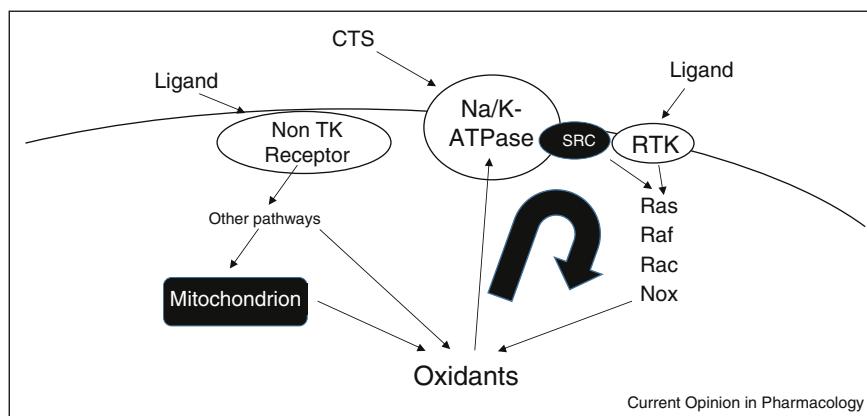 CTS
Ligand
Ligand
Na/K-
ATPase
Non TK
Receptor
SRC
RTK
Other pathways
Ras
Raf
Rac
Nox
Mitochondrion
Oxidants
Current Opinion in Pharmacology